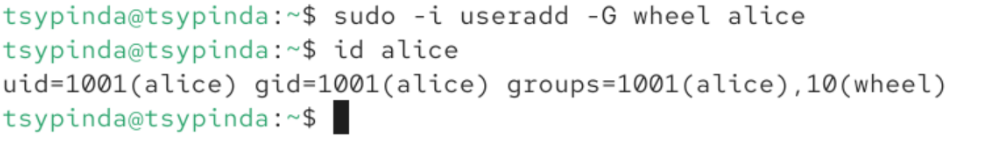 tsypinda@tsypinda:~$ sudo -i useradd -G wheel alice
tsypinda@tsypinda:~$ id alice
uid=1001(alice) gid=1001(alice) groups=1001(alice),10(wheel)
tsypinda@tsypinda:~$